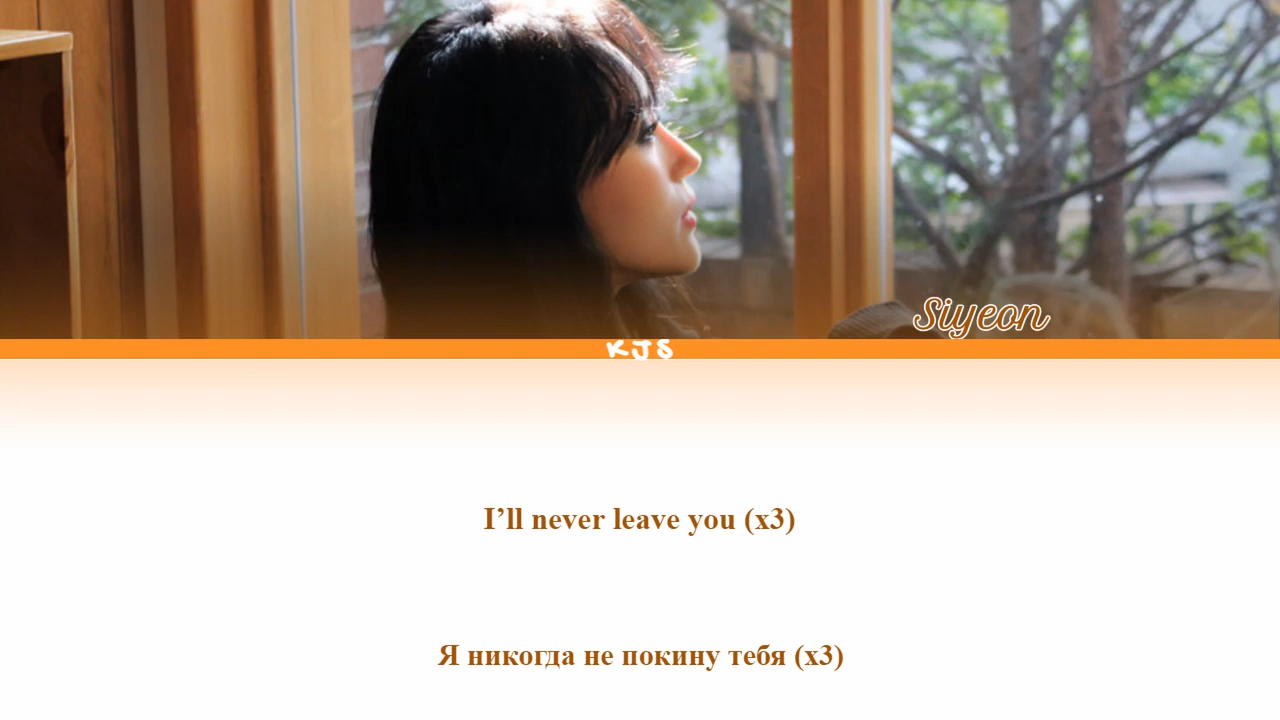 Siyeon
KJS
I’ll never leave you (x3)
Я никогда не покину тебя (x3)